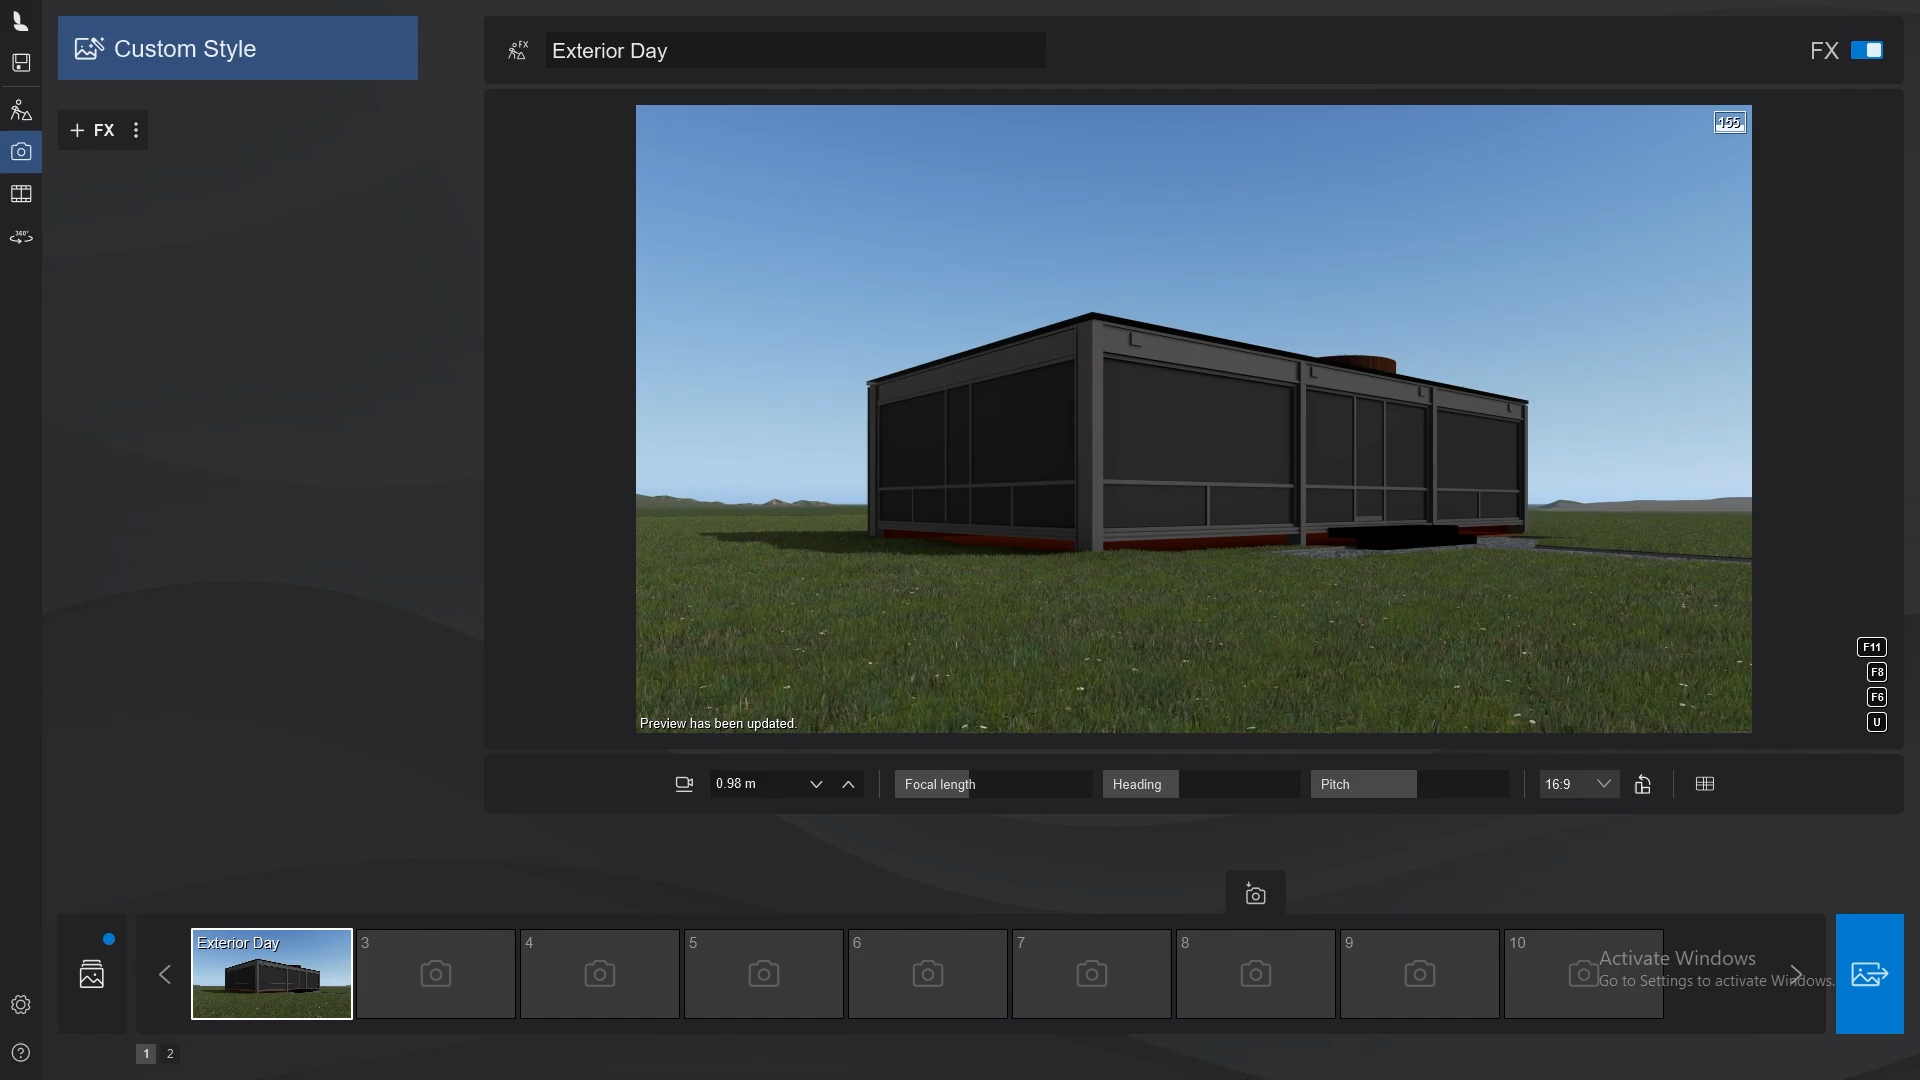 Custom Style
FX
Exterior Day
FX
+ FX
155
360°
Preview has been updated.
F11
F8
F6
U
0.98 m
Focal length
Heading
Pitch
16:9
Exterior Day
3
4
5
6
7
8
9
10
Activate Windows
Go to Settings to activate Windows.
1
2